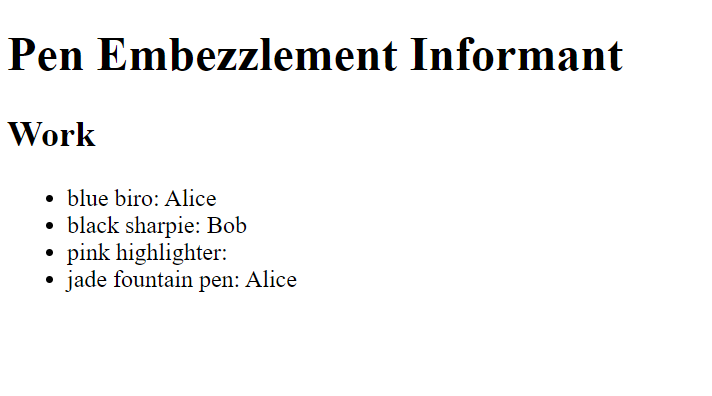 Pen Embezzlement Informant
Work
• blue biro: Alice
• black sharpie: Bob
• pink highlighter:
• jade fountain pen: Alice